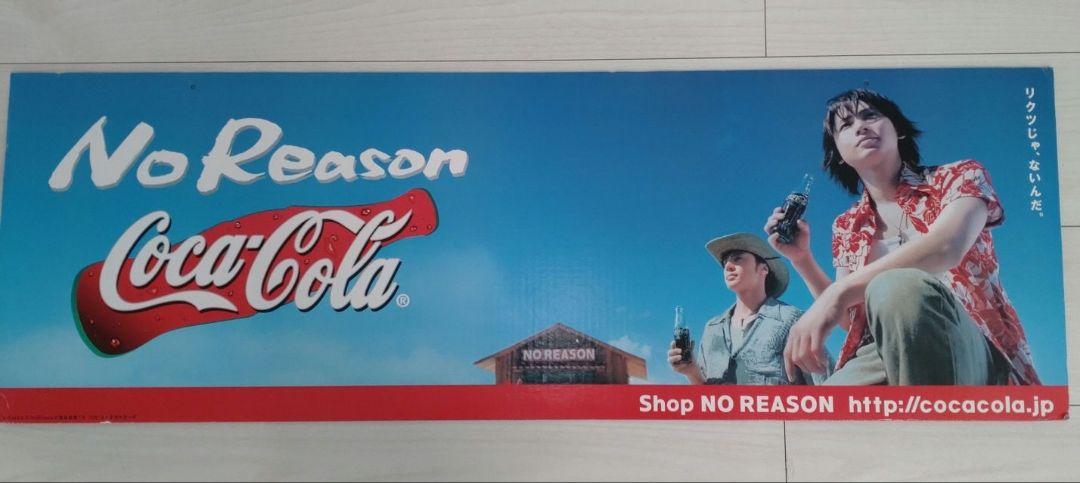 No Reason
Coca-Cola®
リクツじゃ、ないんだ。
NO REASON
Shop NO REASON http://cocacola.jp